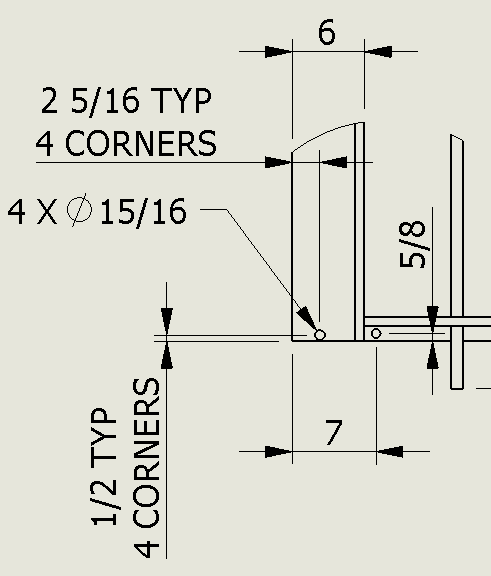 6
2 5/16 TYP
4 CORNERS
4 X ∅ 15/16
5/8
1/2 TYP
4 CORNERS
7